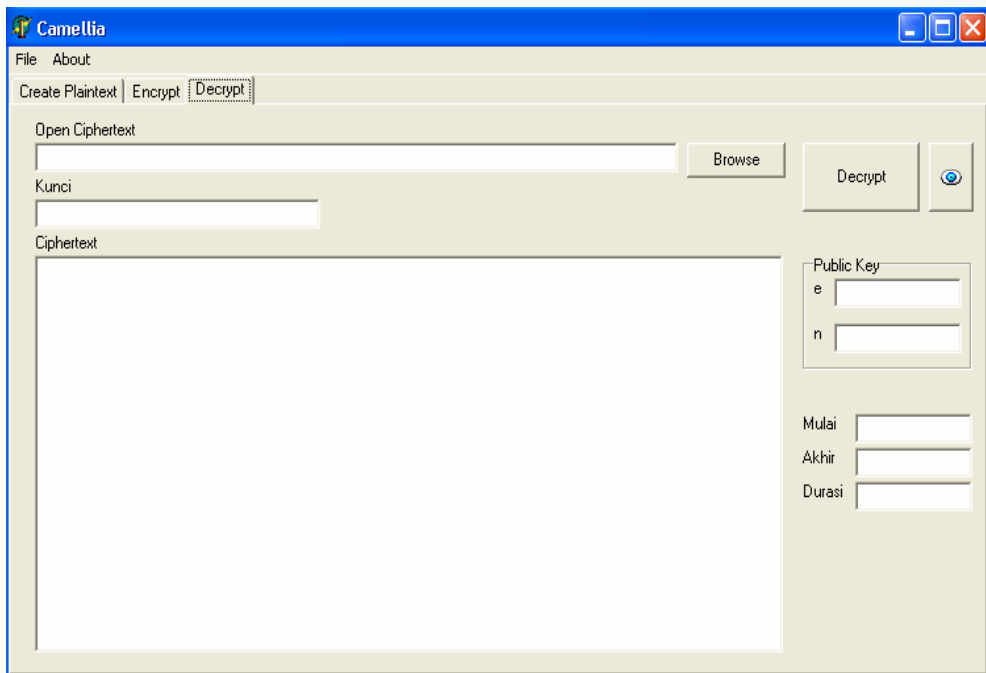 Camellia
File About
Create Plaintext Encrypt Decrypt
Open Ciphertext
Browse
Decrypt
Kunci
Ciphertext
Public Key
e
n
Mulai
Akhir
Durasi